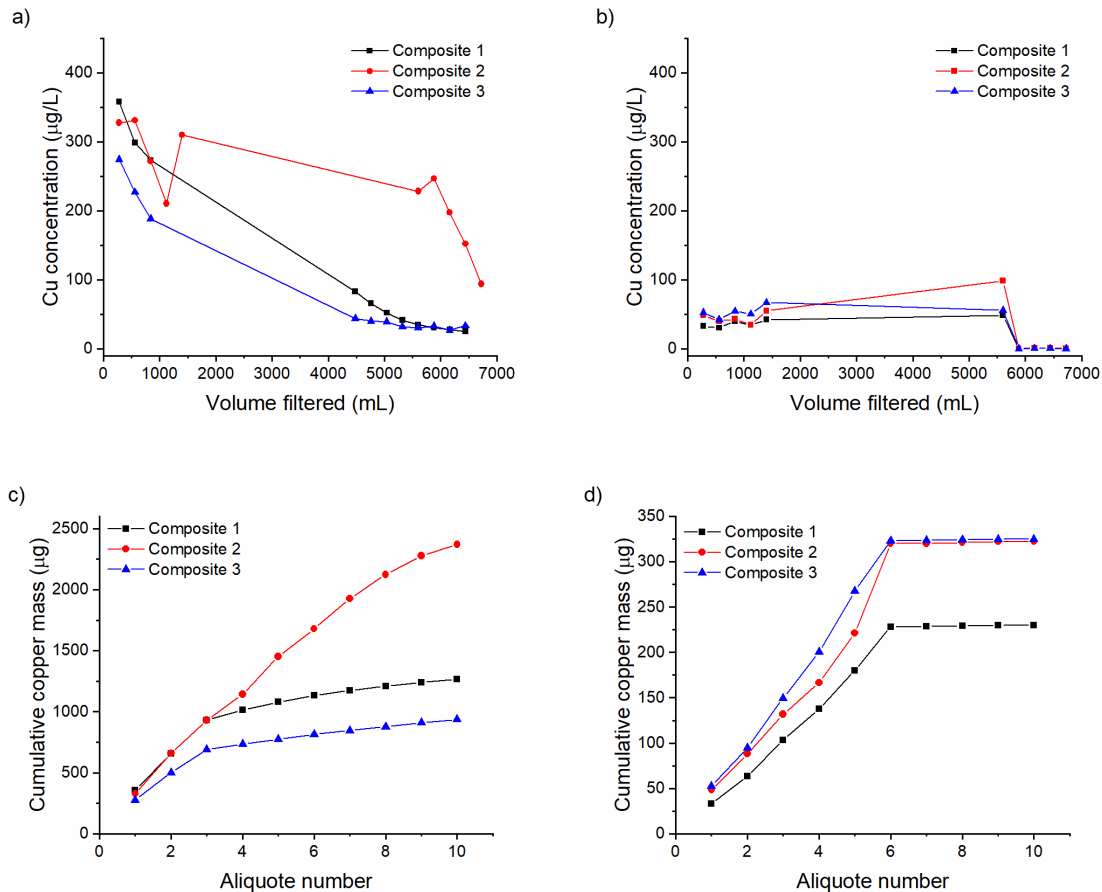 a)
Composite 1
Composite 2
Composite 3
400
300
200
100
0
Cu concentration (µg/L)
0 1000 2000 3000 4000 5000 6000 7000
Volume filtered (mL)
b)
Composite 1
Composite 2
Composite 3
400
300
200
100
0
Cu concentration (µg/L)
0 1000 2000 3000 4000 5000 6000 7000
Volume filtered (mL)
c)
Composite 1
Composite 2
Composite 3
2500
2000
1500
1000
500
0
Cumulative copper mass (µg)
0 2 4 6 8 10
Aliquote number
d)
Composite 1
Composite 2
Composite 3
350
300
250
200
150
100
50
0
Cumulative copper mass (µg)
0 2 4 6 8 10
Aliquote number